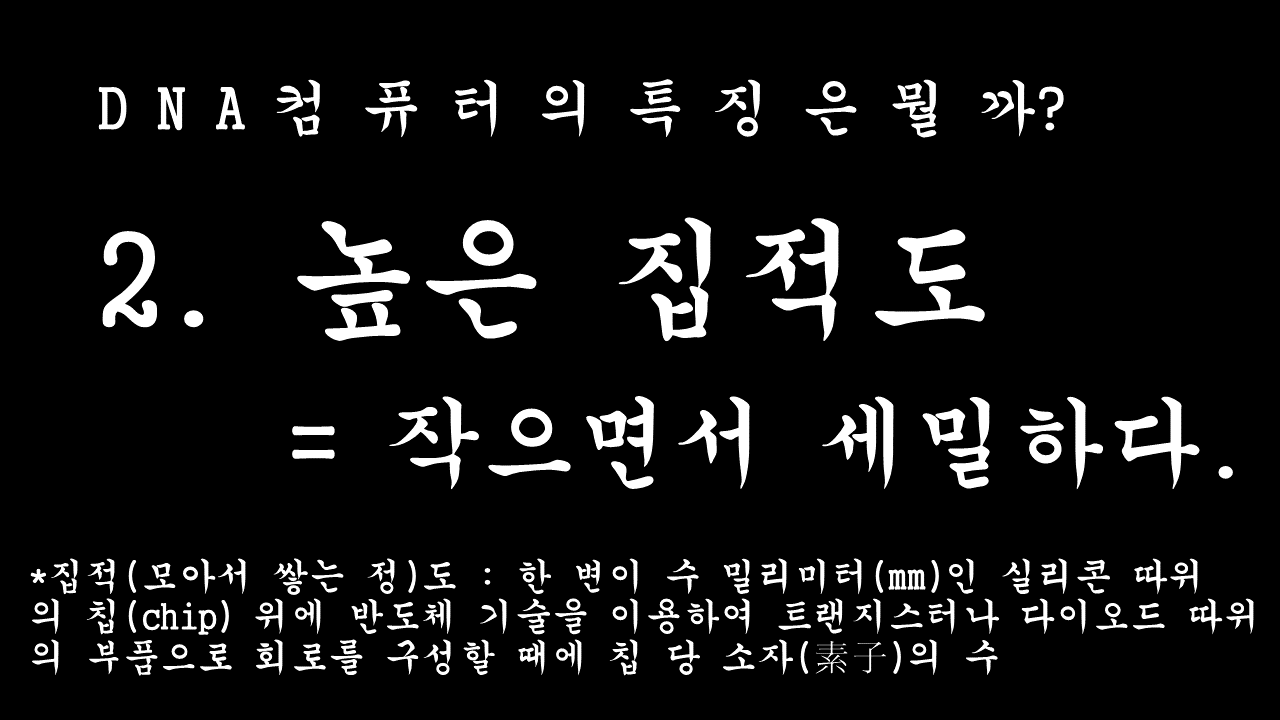 DNA컴퓨터의특징은뭘까?
2. 높은 집적도
= 작으면서 세밀하다.
*집적(모아서 쌓는 정)도 : 한 변이 수 밀리미터(mm)인 실리콘 따위
의 칩(chip) 위에 반도체 기술을 이용하여 트랜지스터나 다이오드 따위
의 부품으로 회로를 구성할 때에 칩 당 소자(素子)의 수